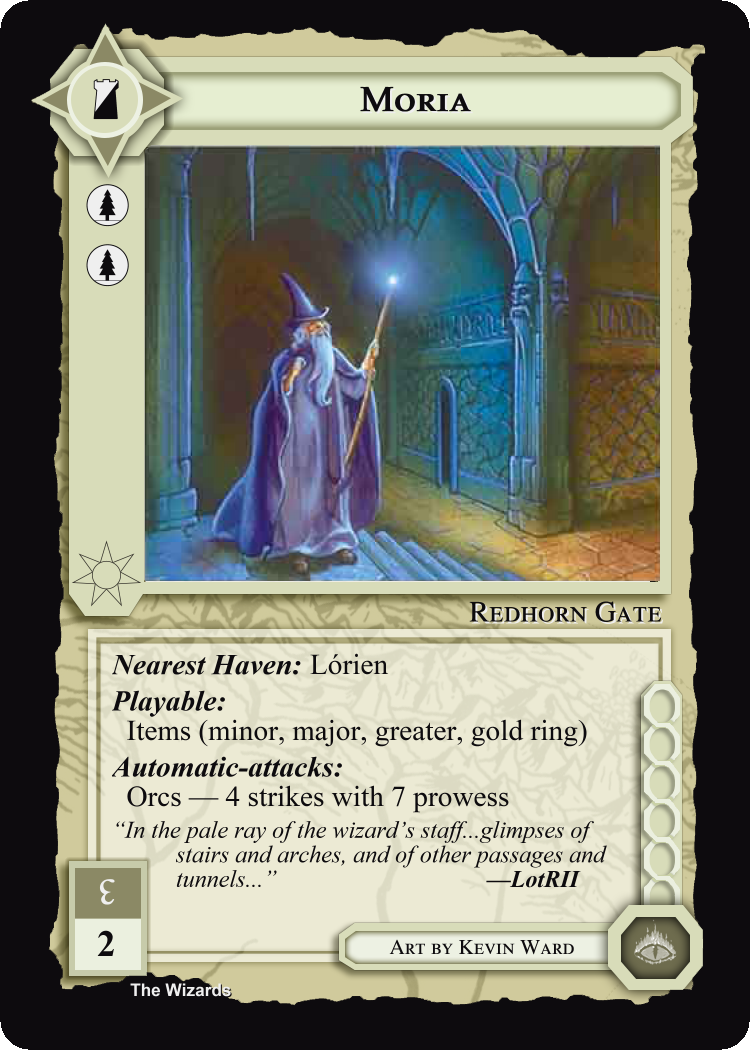 Moria
Redhorn Gate
Nearest Haven: Lórien
Playable:
Items (minor, major, greater, gold ring)
Automatic-attacks:
Orcs — 4 strikes with 7 prowess
“In the pale ray of the wizard’s staff...glimpses of
stairs and arches, and of other passages and
tunnels...” —LotRII
2
Art by Kevin Ward
The Wizards